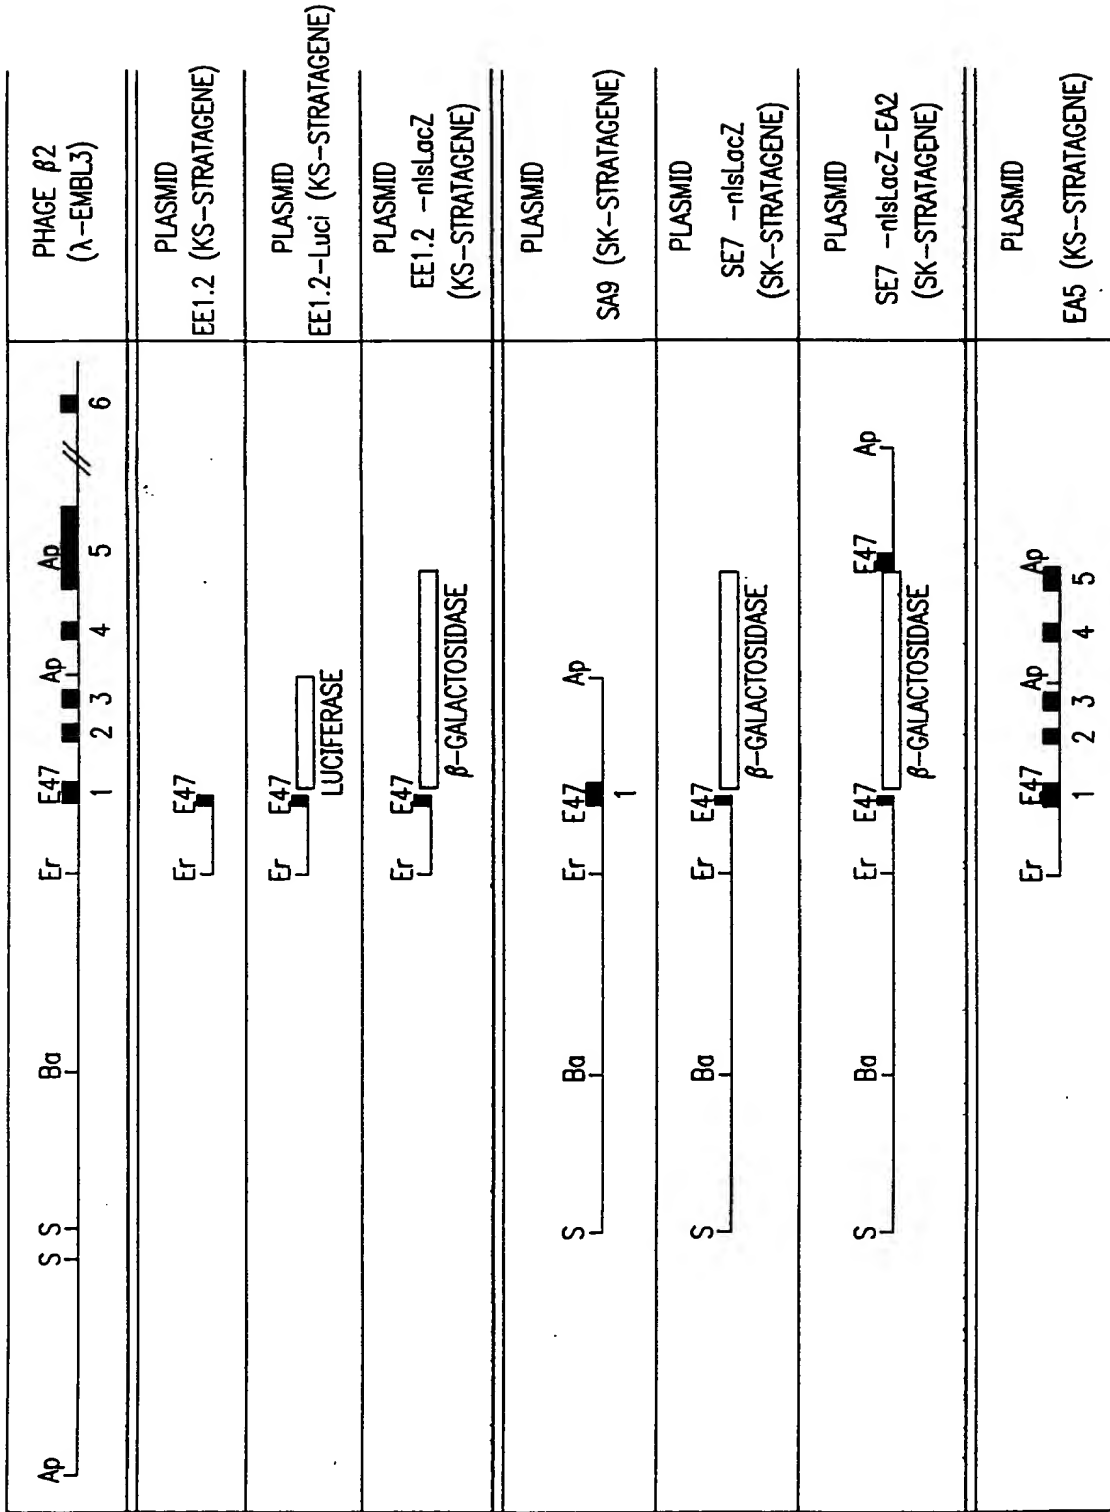 Ap S S Ba Er E47 Ap Ap
1 2 3 4 5 6
PHAGE β2
(λ-EMBL3)
Er E47
PLASMID
EE1.2 (KS-STRATAGENE)
Er E47
LUCIFERASE
PLASMID
EE1.2-Luci (KS-STRATAGENE)
Er E47
β-GALACTOSIDASE
PLASMID
EE1.2 -nlsLacZ
(KS-STRATAGENE)
S Ba Er E47 Ap
1
PLASMID
SA9 (SK-STRATAGENE)
S Ba Er E47
β-GALACTOSIDASE
PLASMID
SE7 -nlsLacZ
(SK-STRATAGENE)
S Ba Er E47 E47 Ap
β-GALACTOSIDASE
PLASMID
SE7 -nlsLacZ-EA2
(SK-STRATAGENE)
Er E47 Ap Ap
1 2 3 4 5
PLASMID
EA5 (KS-STRATAGENE)